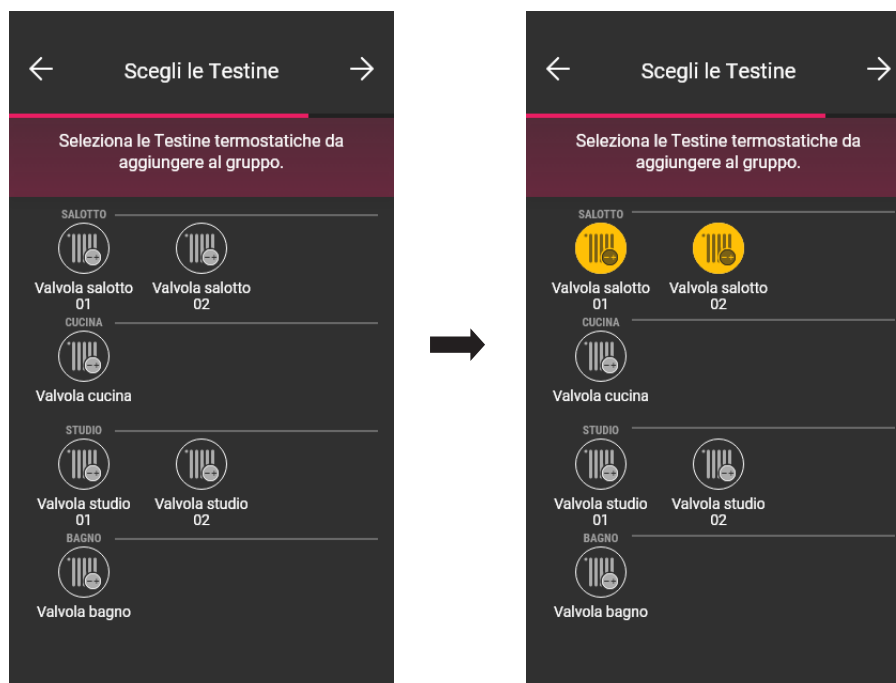 Scegli le Testine
Seleziona le Testine termostatiche da
aggiungere al gruppo.
SALOTTO
Valvola salotto
01
Valvola salotto
02
CUCINA
Valvola cucina
STUDIO
Valvola studio
01
Valvola studio
02
BAGNO
Valvola bagno
Scegli le Testine
Seleziona le Testine termostatiche da
aggiungere al gruppo.
SALOTTO
Valvola salotto
01
Valvola salotto
02
CUCINA
Valvola cucina
STUDIO
Valvola studio
01
Valvola studio
02
BAGNO
Valvola bagno